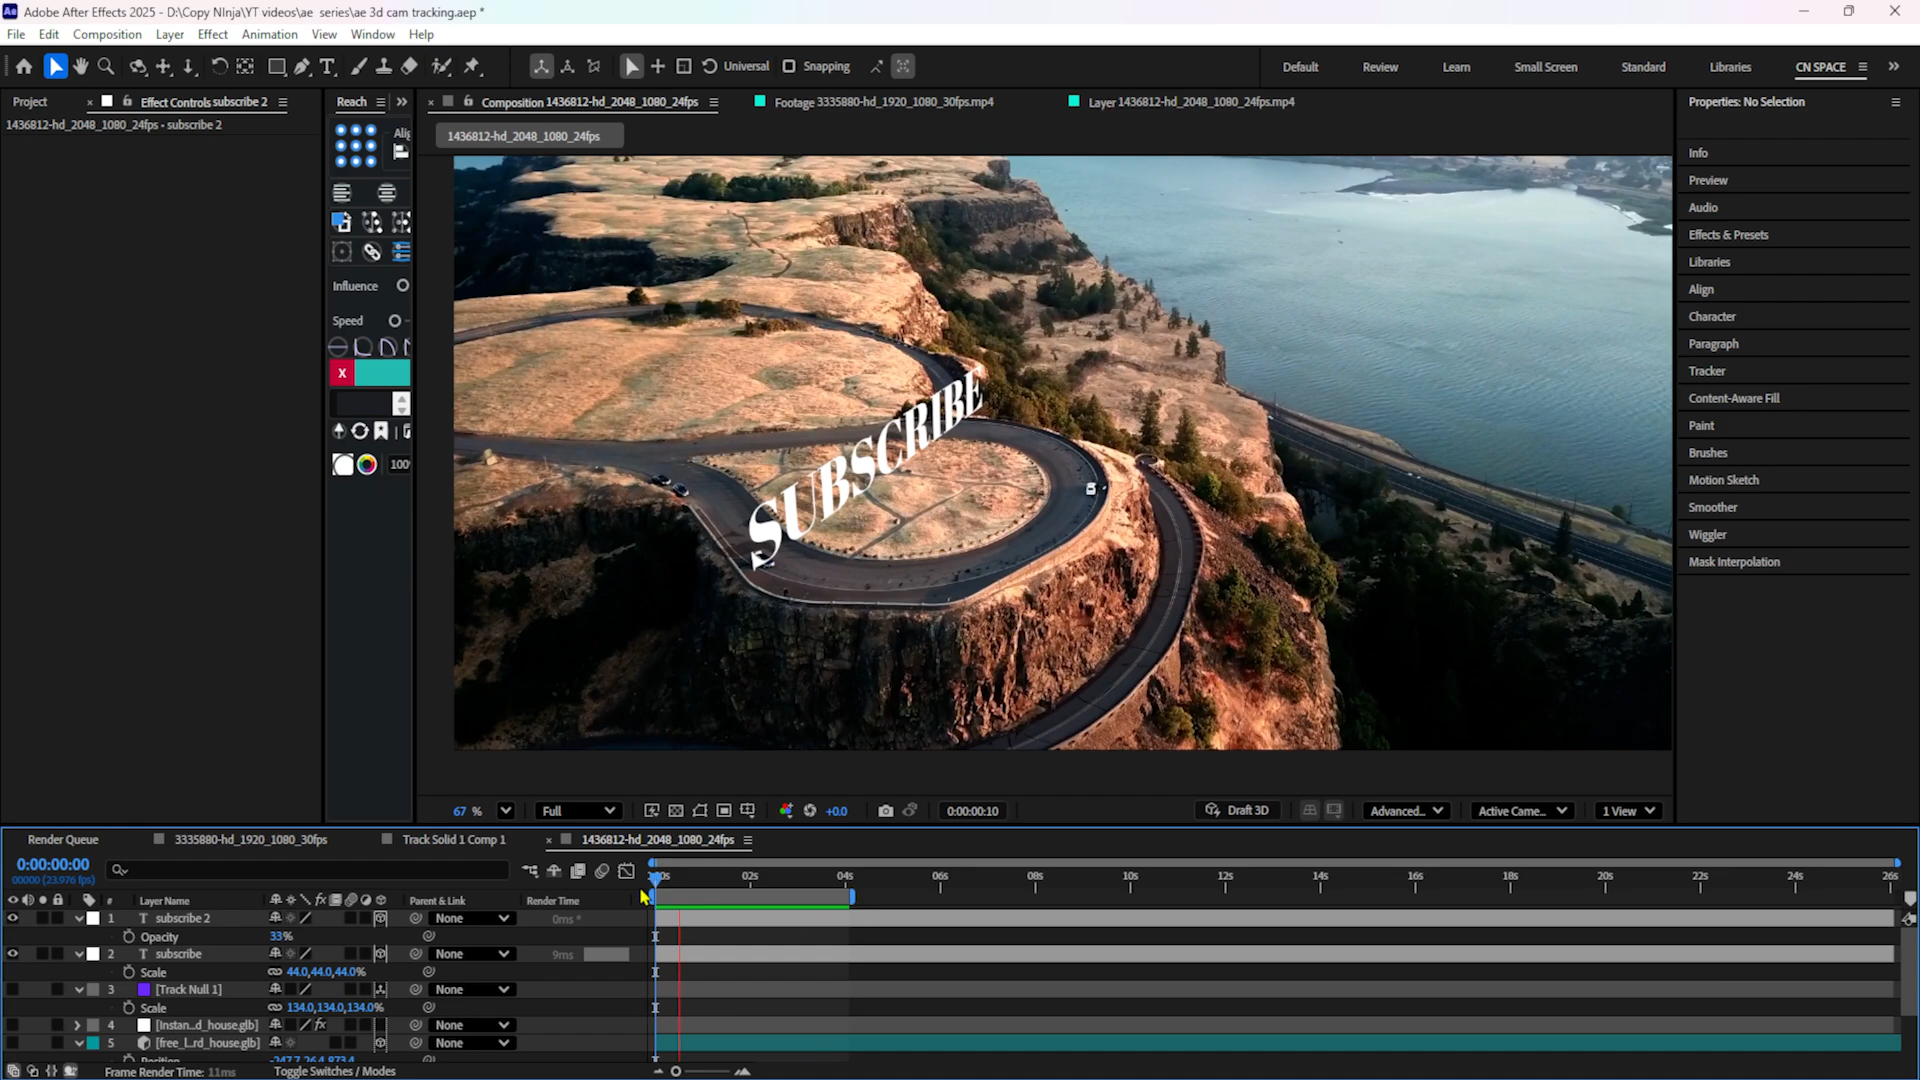 Adobe After Effects 2025 - D:\Copy NInja\YT videos\ae series\ae 3d cam tracking.aep *
File Edit Composition Layer Effect Animation View Window Help
Universal Snapping Default Review Learn Small Screen Standard Libraries CN SPACE
Project Effect Controls subscribe 2 Reach Composition 1436812-hd_2048_1080_24fps Footage 3335880-hd_1920_1080_30fps.mp4 Layer 1436812-hd_2048_1080_24fps.mp4 Properties: No Selection
1436812-hd_2048_1080_24fps • subscribe 2
1436812-hd_2048_1080_24fps
Info
Preview
Audio
Effects & Presets
Libraries
Align
Character
Paragraph
Tracker
Content-Aware Fill
Paint
Brushes
Motion Sketch
Smoother
Wiggler
Mask Interpolation
Influence
Speed
X
100
SUBSCRIBE
67 % Full +0.0 0:00:00:10 Draft 3D Advanced... Active Came... 1 View
Render Queue 3335880-hd_1920_1080_30fps Track Solid 1 Comp 1 1436812-hd_2048_1080_24fps
0:00:00:00
00000 (23.976 fps)
02s 04s 06s 08s 10s 12s 14s 16s 18s 20s 22s 24s 26s
# Layer Name Parent & Link Render Time
1 T subscribe 2 None 0ms *
Opacity 33%
2 T subscribe None 9ms
Scale 44.0,44.0,44.0%
3 [Track Null 1] None
Scale 134.0,134.0,134.0%
4 [Instan...d_house.glb] fx None
5 [free_l...rd_house.glb] None
Position -247.7,26.4,873.4
Frame Render Time: 11ms Toggle Switches / Modes